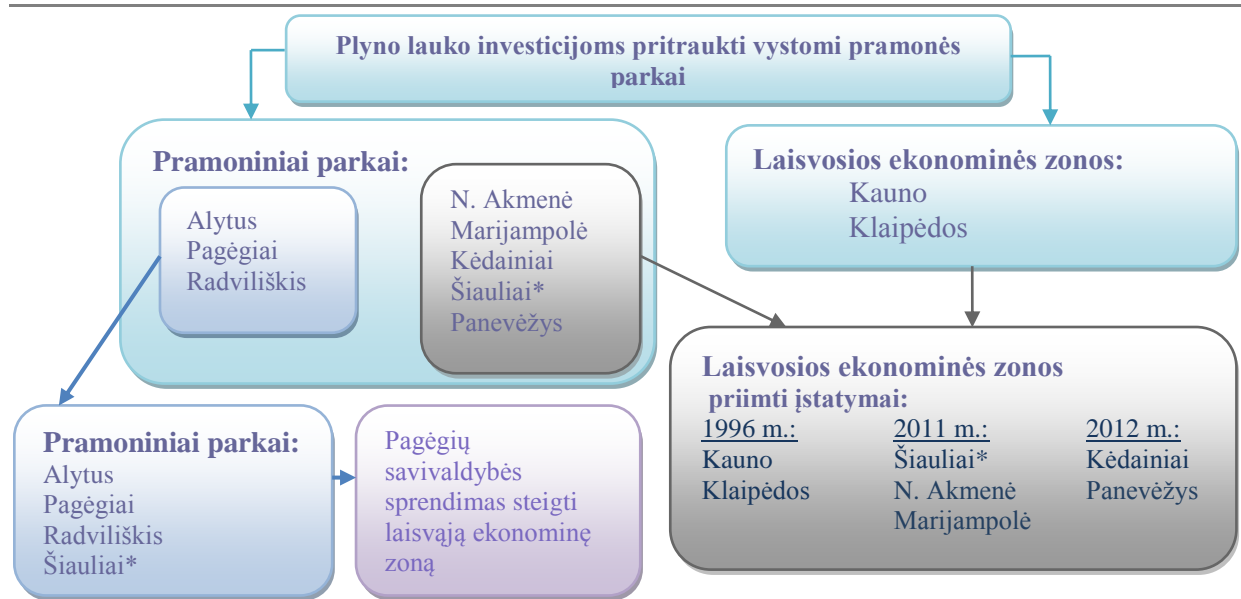 Plyno lauko investicijoms pritraukti vystomi pramonės
parkai
Pramoniniai parkai:
Alytus
Pagėgiai
Radviliškis
N. Akmenė
Marijampolė
Kėdainiai
Šiauliai*
Panevėžys
Laisvosios ekonominės zonos:
Kauno
Klaipėdos
Pramoniniai parkai:
Alytus
Pagėgiai
Radviliškis
Šiauliai*
Pagėgių
savivaldybės
sprendimas steigti
laisvąją ekonominę
zoną
Laisvosios ekonominės zonos
priimti įstatymai:
1996 m.:
Kauno
Klaipėdos
2011 m.:
Šiauliai*
N. Akmenė
Marijampolė
2012 m.:
Kėdainiai
Panevėžys